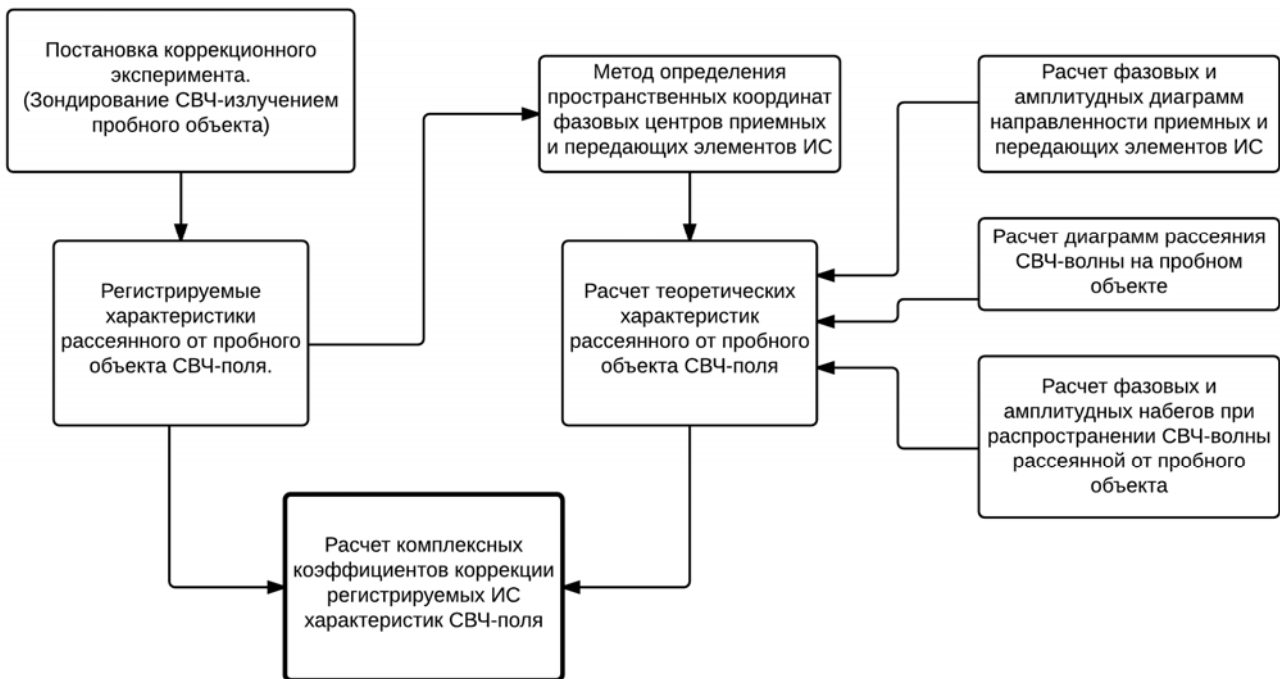 Постановка коррекционного
эксперимента.
(Зондирование СВЧ-излучением
пробного объекта)
Метод определения
пространственных координат
фазовых центров приемных
и передающих элементов ИС
Расчет фазовых и
амплитудных диаграмм
направленности приемных и
передающих элементов ИС
Регистрируемые
характеристики
рассеянного от пробного
объекта СВЧ-поля.
Расчет теоретических
характеристик
рассеянного от пробного
объекта СВЧ-поля
Расчет диаграмм рассеяния
СВЧ-волны на пробном
объекте
Расчет фазовых и
амплитудных набегов при
распространении СВЧ-волны
рассеянной от пробного
объекта
Расчет комплексных
коэффициентов коррекции
регистрируемых ИС
характеристик СВЧ-поля